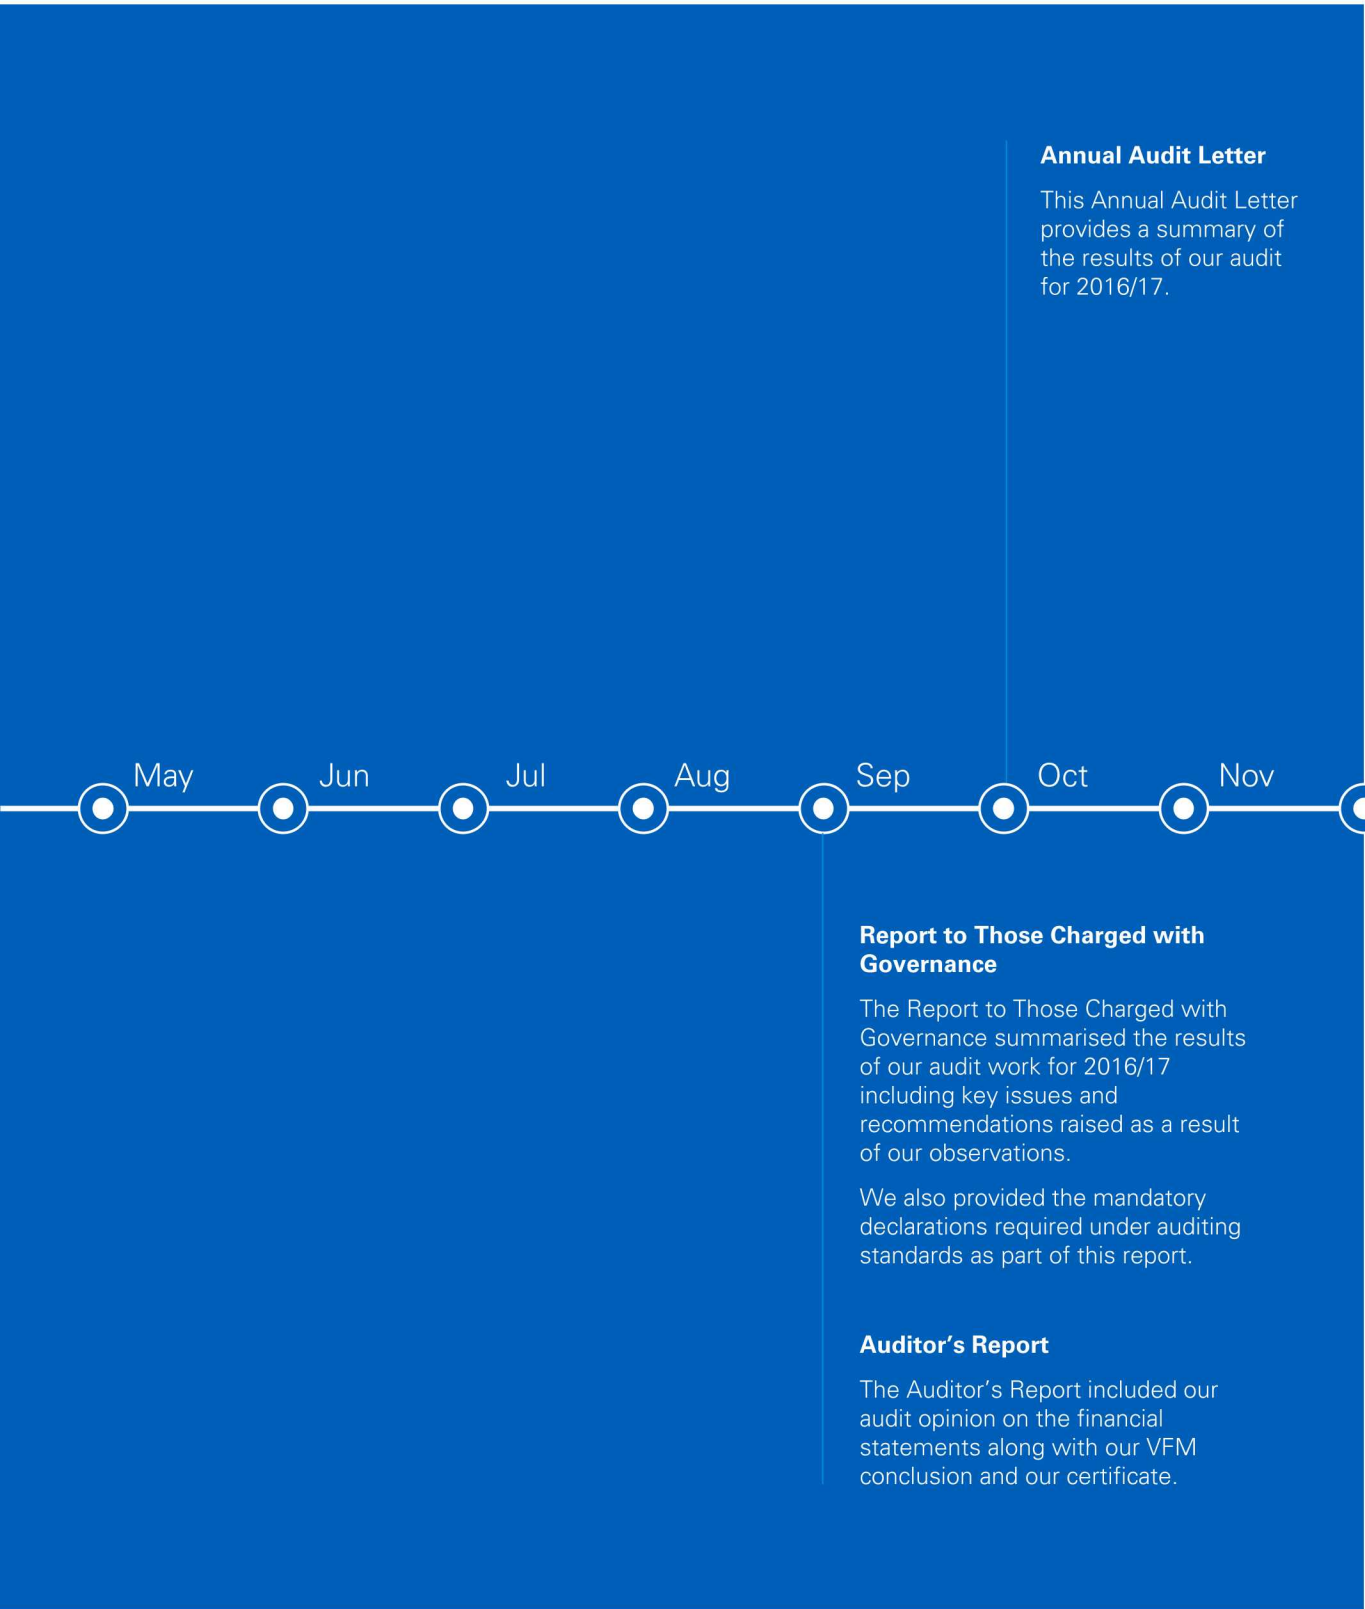 Annual Audit Letter
This Annual Audit Letter
provides a summary of
the results of our audit
for 2016/17.
May Jun Jul Aug Sep Oct Nov
Report to Those Charged with
Governance
The Report to Those Charged with
Governance summarised the results
of our audit work for 2016/17
including key issues and
recommendations raised as a result
of our observations.
We also provided the mandatory
declarations required under auditing
standards as part of this report.
Auditor’s Report
The Auditor’s Report included our
audit opinion on the financial
statements along with our VFM
conclusion and our certificate.